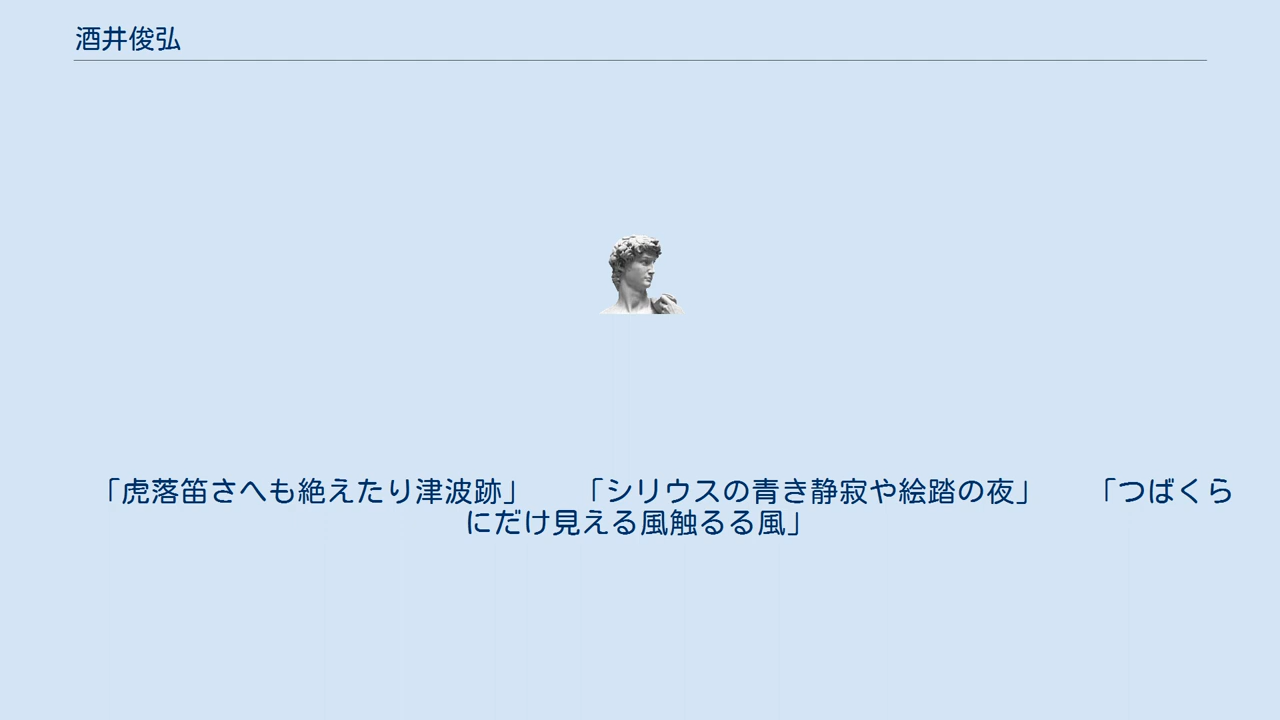 酒井俊弘
「虎落笛さへも絶えたり津波跡」　　「シリウスの青き静寂や絵踏の夜」　　「つばくら
にだけ見える風触るる風」